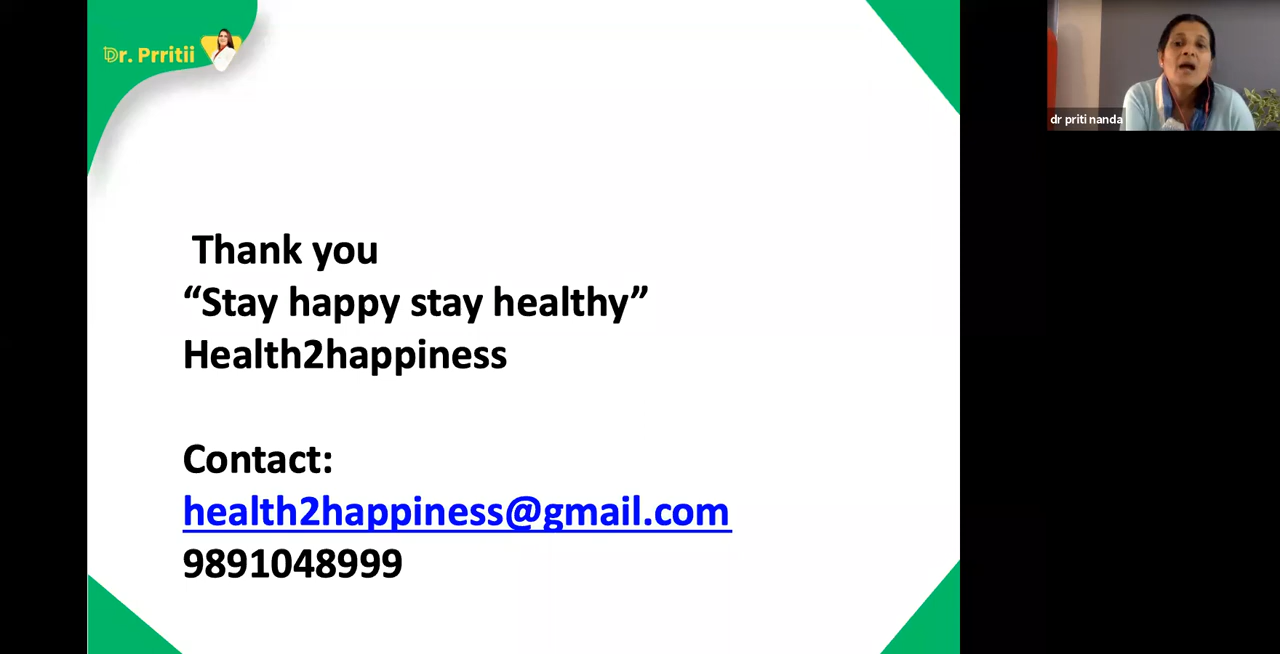 Dr. Prritii
dr priti nanda
Thank you
“Stay happy stay healthy”
Health2happiness
Contact:
health2happiness@gmail.com
9891048999